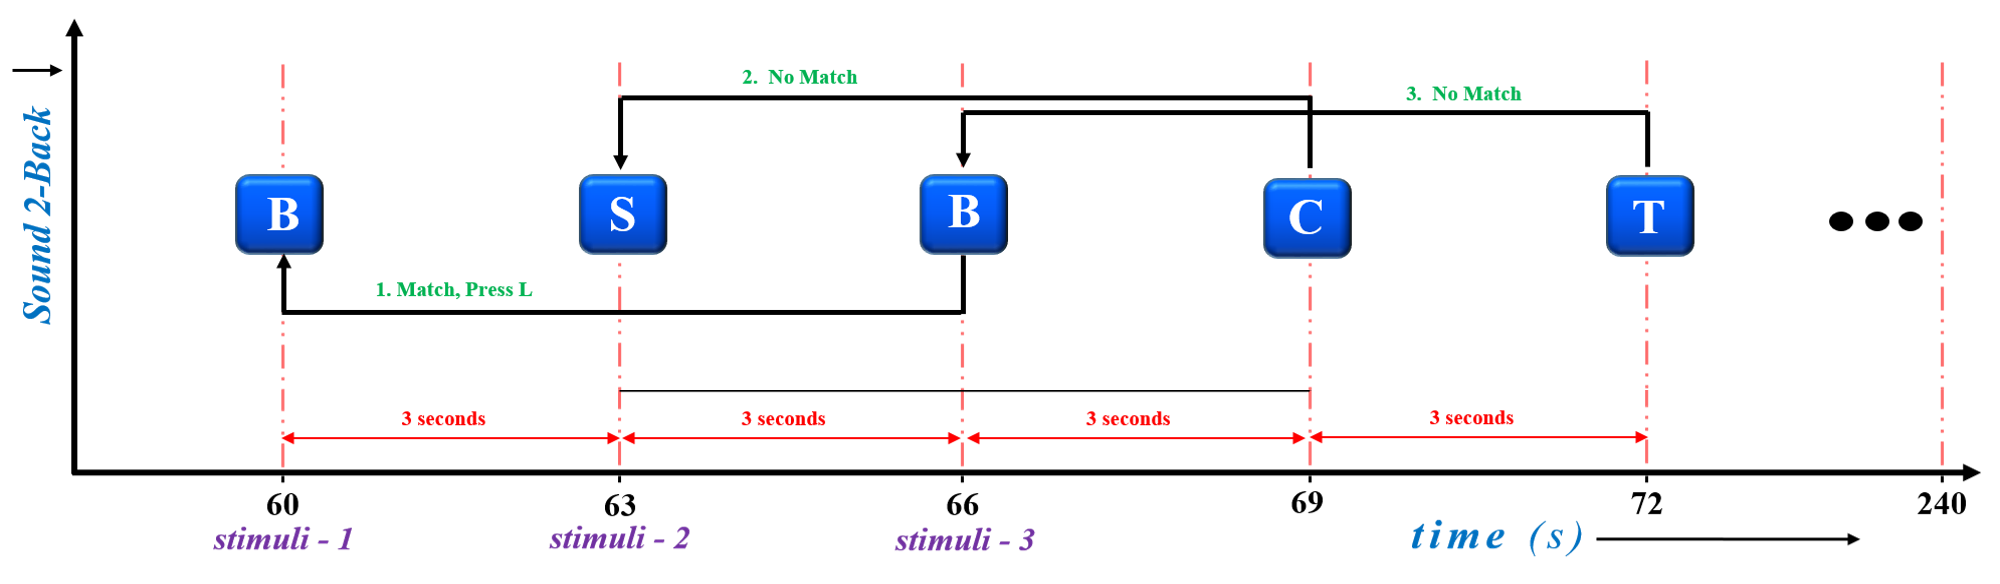 Sound 2-Back
2.  No Match
3.  No Match
B
S
B
C
T
1. Match, Press L
3 seconds
3 seconds
3 seconds
3 seconds
60
63
66
69
72
240
stimuli - 1
stimuli - 2
stimuli - 3
time (s)